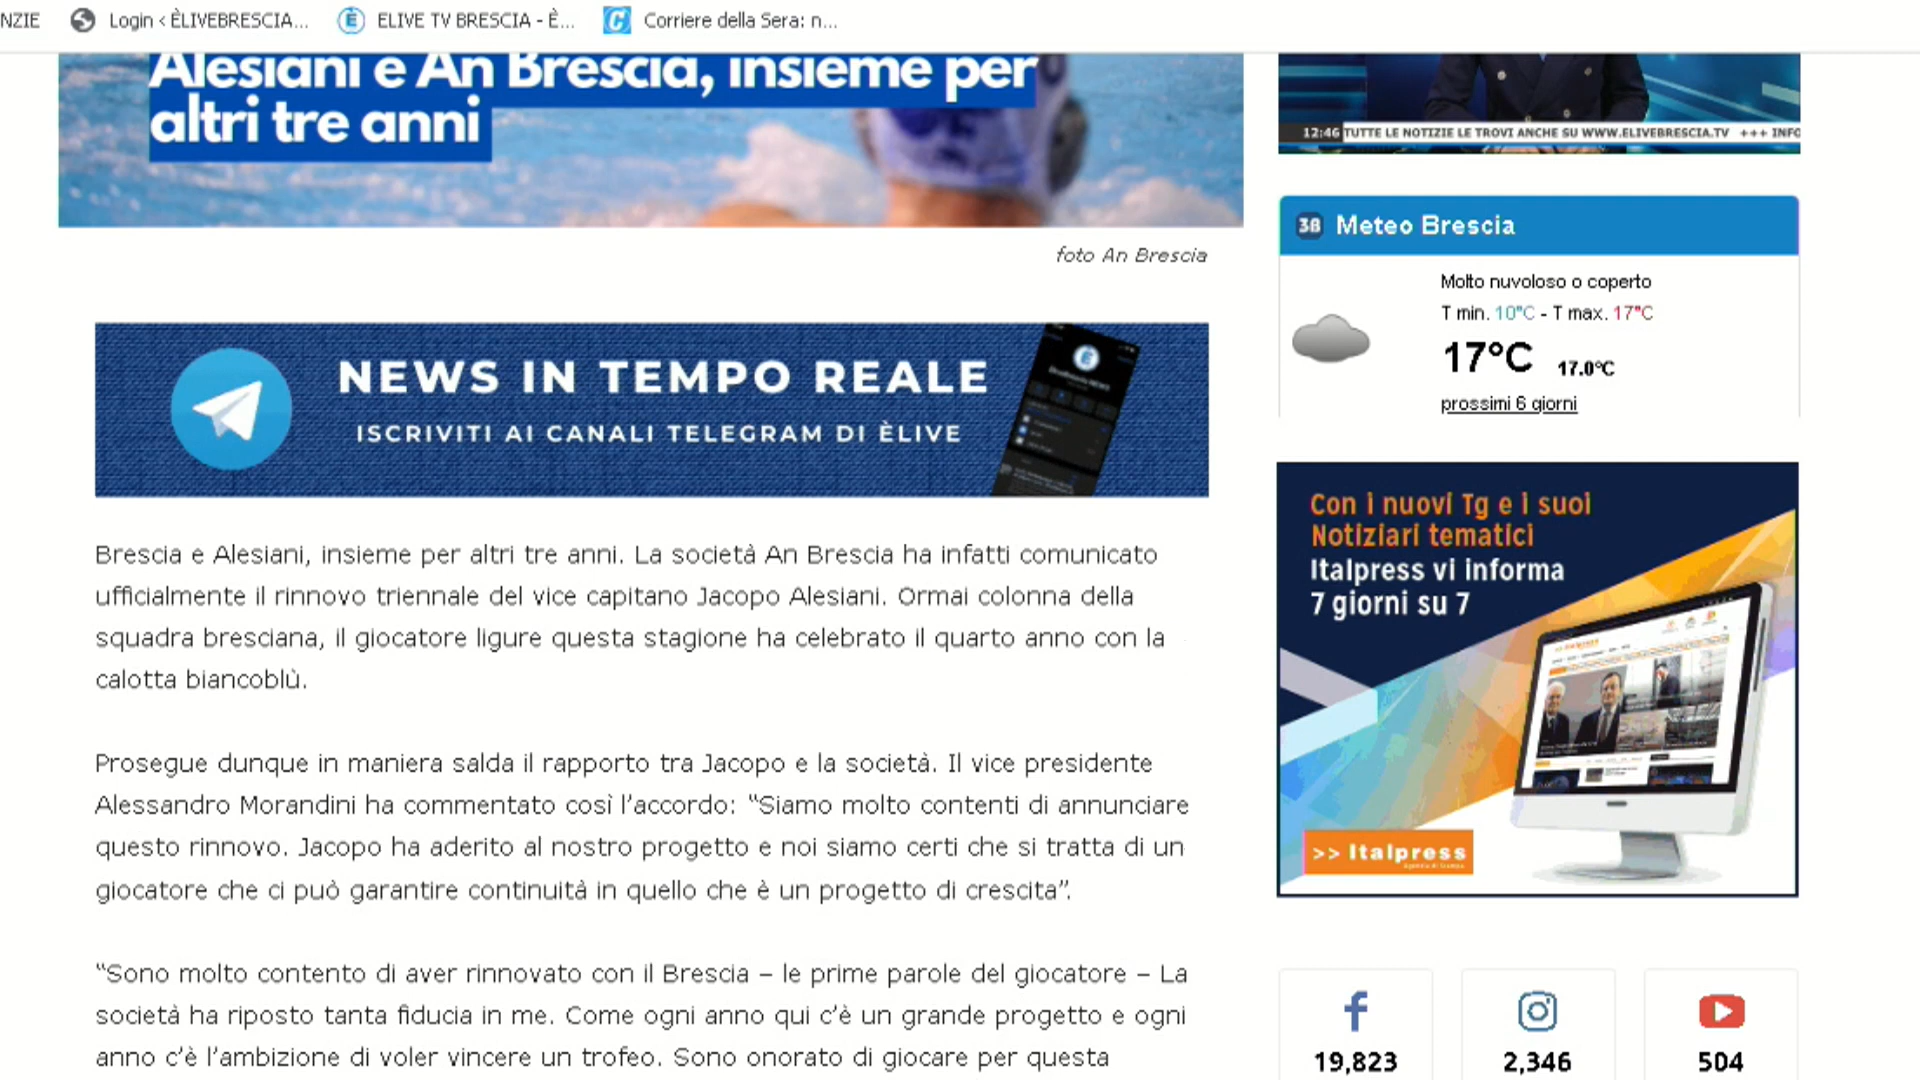 NZIE
Login ‹ ÈLIVEBRESCIA...
ELIVE TV BRESCIA - È...
Corriere della Sera: n...
Alesiani e An Brescia, insieme per
altri tre anni
foto An Brescia
NEWS IN TEMPO REALE
ISCRIVITI AI CANALI TELEGRAM DI ÈLIVE
Brescia e Alesiani, insieme per altri tre anni. La società An Brescia ha infatti comunicato
ufficialmente il rinnovo triennale del vice capitano Jacopo Alesiani. Ormai colonna della
squadra bresciana, il giocatore ligure questa stagione ha celebrato il quarto anno con la
calotta biancoblù.
Prosegue dunque in maniera salda il rapporto tra Jacopo e la società. Il vice presidente
Alessandro Morandini ha commentato così l’accordo: “Siamo molto contenti di annunciare
questo rinnovo. Jacopo ha aderito al nostro progetto e noi siamo certi che si tratta di un
giocatore che ci può garantire continuità in quello che è un progetto di crescita”.
“Sono molto contento di aver rinnovato con il Brescia – le prime parole del giocatore – La
società ha riposto tanta fiducia in me. Come ogni anno qui c’è un grande progetto e ogni
anno c’è l’ambizione di voler vincere un trofeo. Sono onorato di giocare per questa
12:46 TUTTE LE NOTIZIE LE TROVI ANCHE SU WWW.ELIVEBRESCIA.TV +++ INFO
3B Meteo Brescia
Molto nuvoloso o coperto
T min. 10°C - T max. 17°C
17°C 17.0°C
prossimi 6 giorni
Con i nuovi Tg e i suoi
Notiziari tematici
Italpress vi informa
7 giorni su 7
>> Italpress
19,823
2,346
504